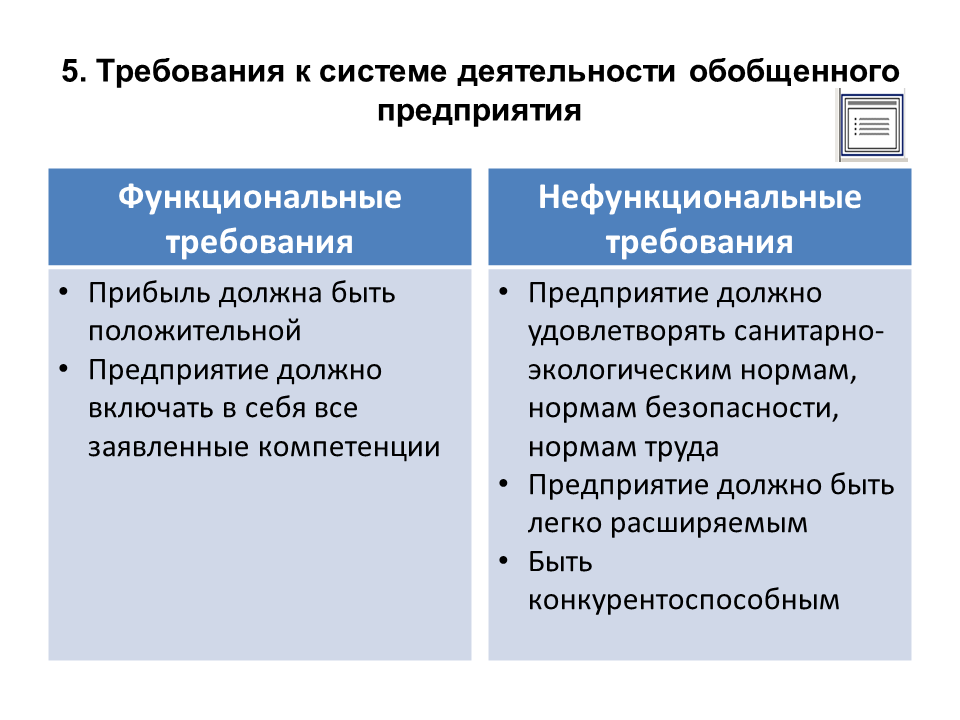 5. Требования к системе деятельности обобщенного
предприятия
Функциональные
требования
• Прибыль должна быть
положительной
• Предприятие должно
включать в себя все
заявленные компетенции
Нефункциональные
требования
• Предприятие должно
удовлетворять санитарно-
экологическим нормам,
нормам безопасности,
нормам труда
• Предприятие должно быть
легко расширяемым
• Быть
конкурентоспособным